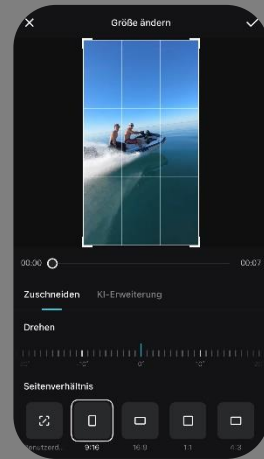 Größe ändern
00:00 00:07
Zuschneiden KI-Erweiterung
Drehen
0°
Seitenverhältnis
9:16 16:9 1:1 4:3